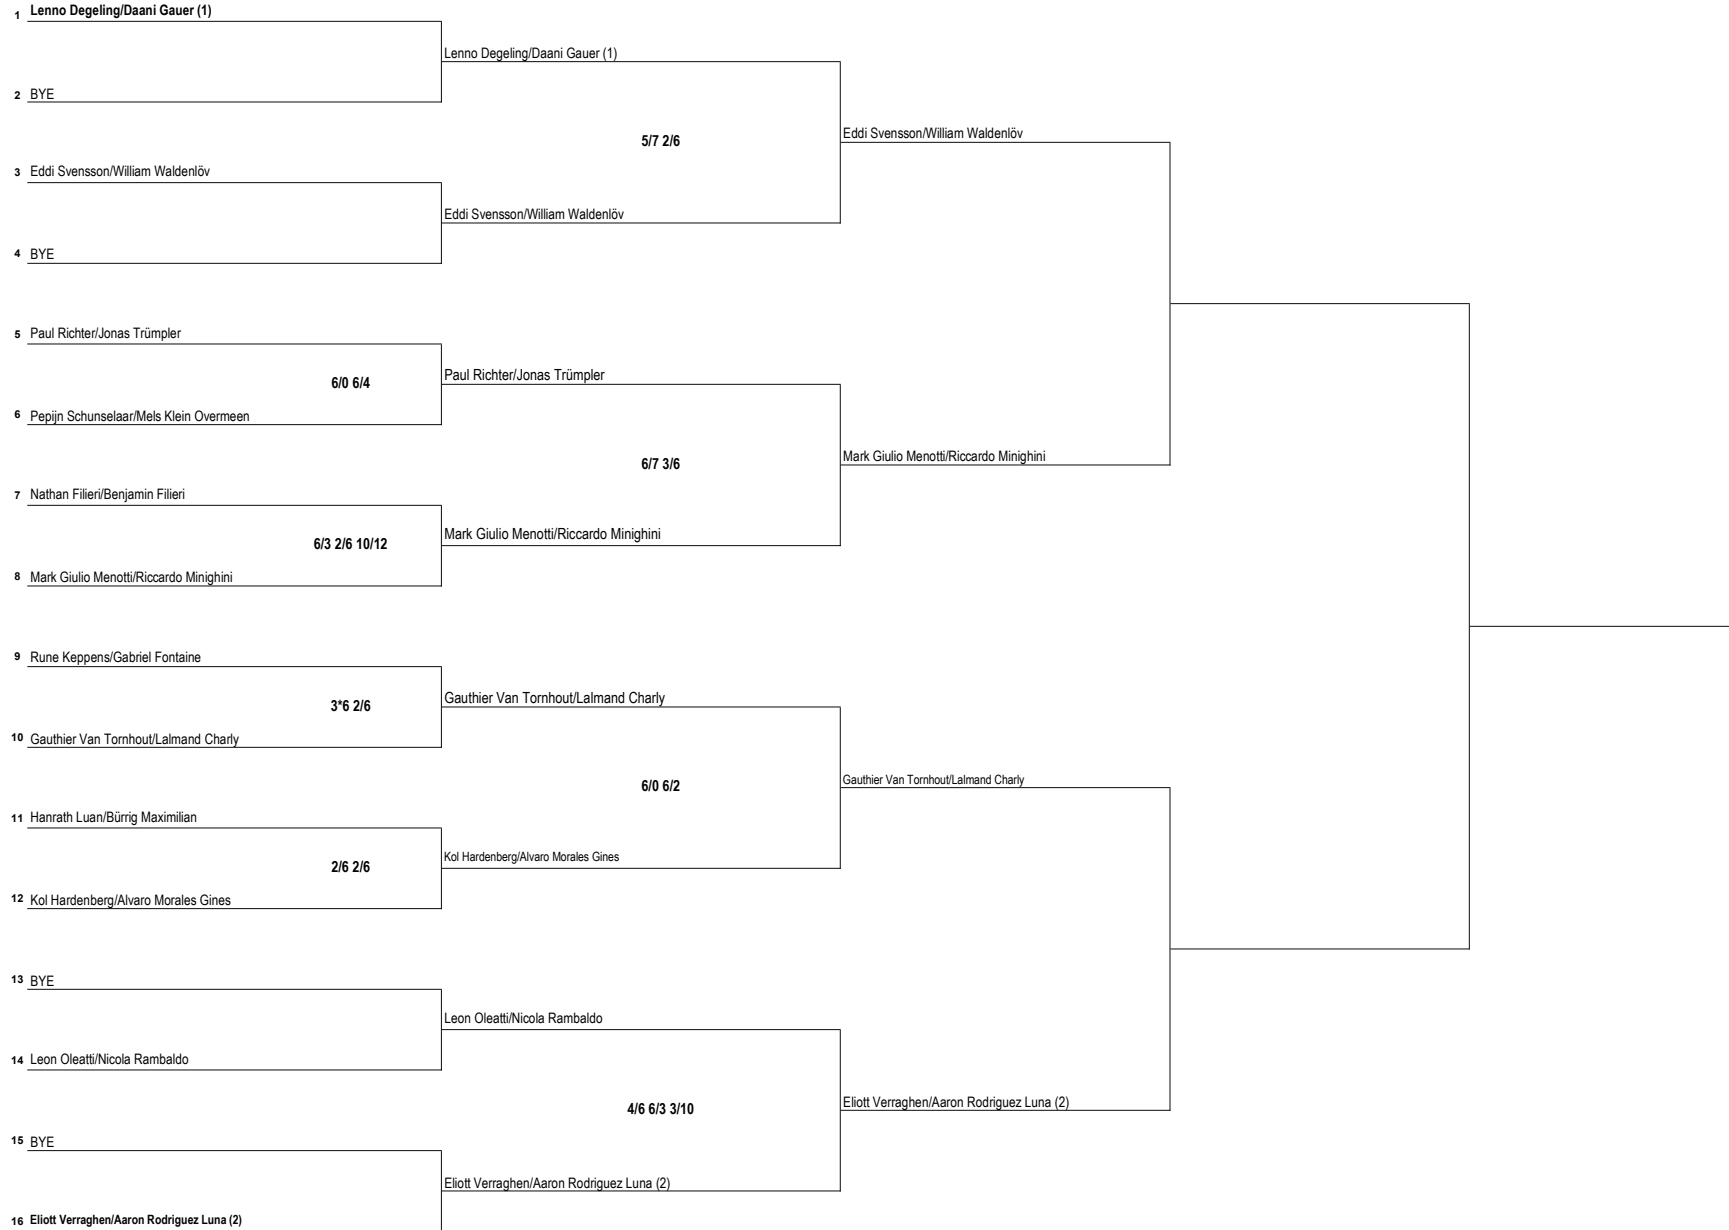 1 Lenno Degeling/Daani Gauer (1)
Lenno Degeling/Daani Gauer (1)
2 BYE
5/7 2/6
Eddi Svensson/William Waldenlöv
3 Eddi Svensson/William Waldenlöv
Eddi Svensson/William Waldenlöv
4 BYE
5 Paul Richter/Jonas Trümpler
6/0 6/4
Paul Richter/Jonas Trümpler
6 Pepijn Schunselaar/Mels Klein Overmeen
6/7 3/6
Mark Giulio Menotti/Riccardo Minighini
7 Nathan Filieri/Benjamin Filieri
6/3 2/6 10/12
Mark Giulio Menotti/Riccardo Minighini
8 Mark Giulio Menotti/Riccardo Minighini
9 Rune Keppens/Gabriel Fontaine
3*6 2/6
Gauthier Van Tornhout/Lalmand Charly
10 Gauthier Van Tornhout/Lalmand Charly
6/0 6/2
Gauthier Van Tornhout/Lalmand Charly
11 Hanrath Luan/Bürrig Maximilian
2/6 2/6
Kol Hardenberg/Alvaro Morales Gines
12 Kol Hardenberg/Alvaro Morales Gines
13 BYE
Leon Oleatti/Nicola Rambaldo
14 Leon Oleatti/Nicola Rambaldo
4/6 6/3 3/10
Eliott Verraghen/Aaron Rodriguez Luna (2)
15 BYE
Eliott Verraghen/Aaron Rodriguez Luna (2)
16 Eliott Verraghen/Aaron Rodriguez Luna (2)